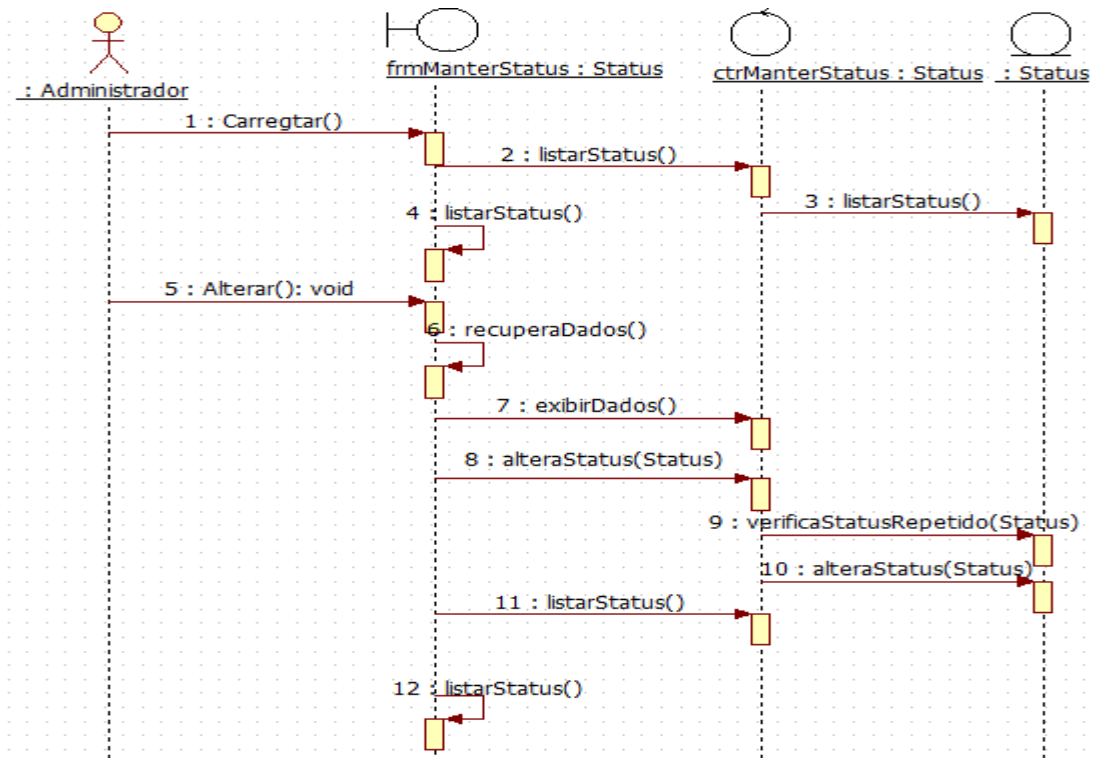 : Administrador
frmManterStatus : Status
ctrManterStatus : Status
: Status
1 : Carregtar()
2 : listarStatus()
3 : listarStatus()
4 : listarStatus()
5 : Alterar(): void
6 : recuperaDados()
7 : exibirDados()
8 : alteraStatus(Status)
9 : verificaStatusRepetido(Status)
10 : alteraStatus(Status)
11 : listarStatus()
12 : listarStatus()